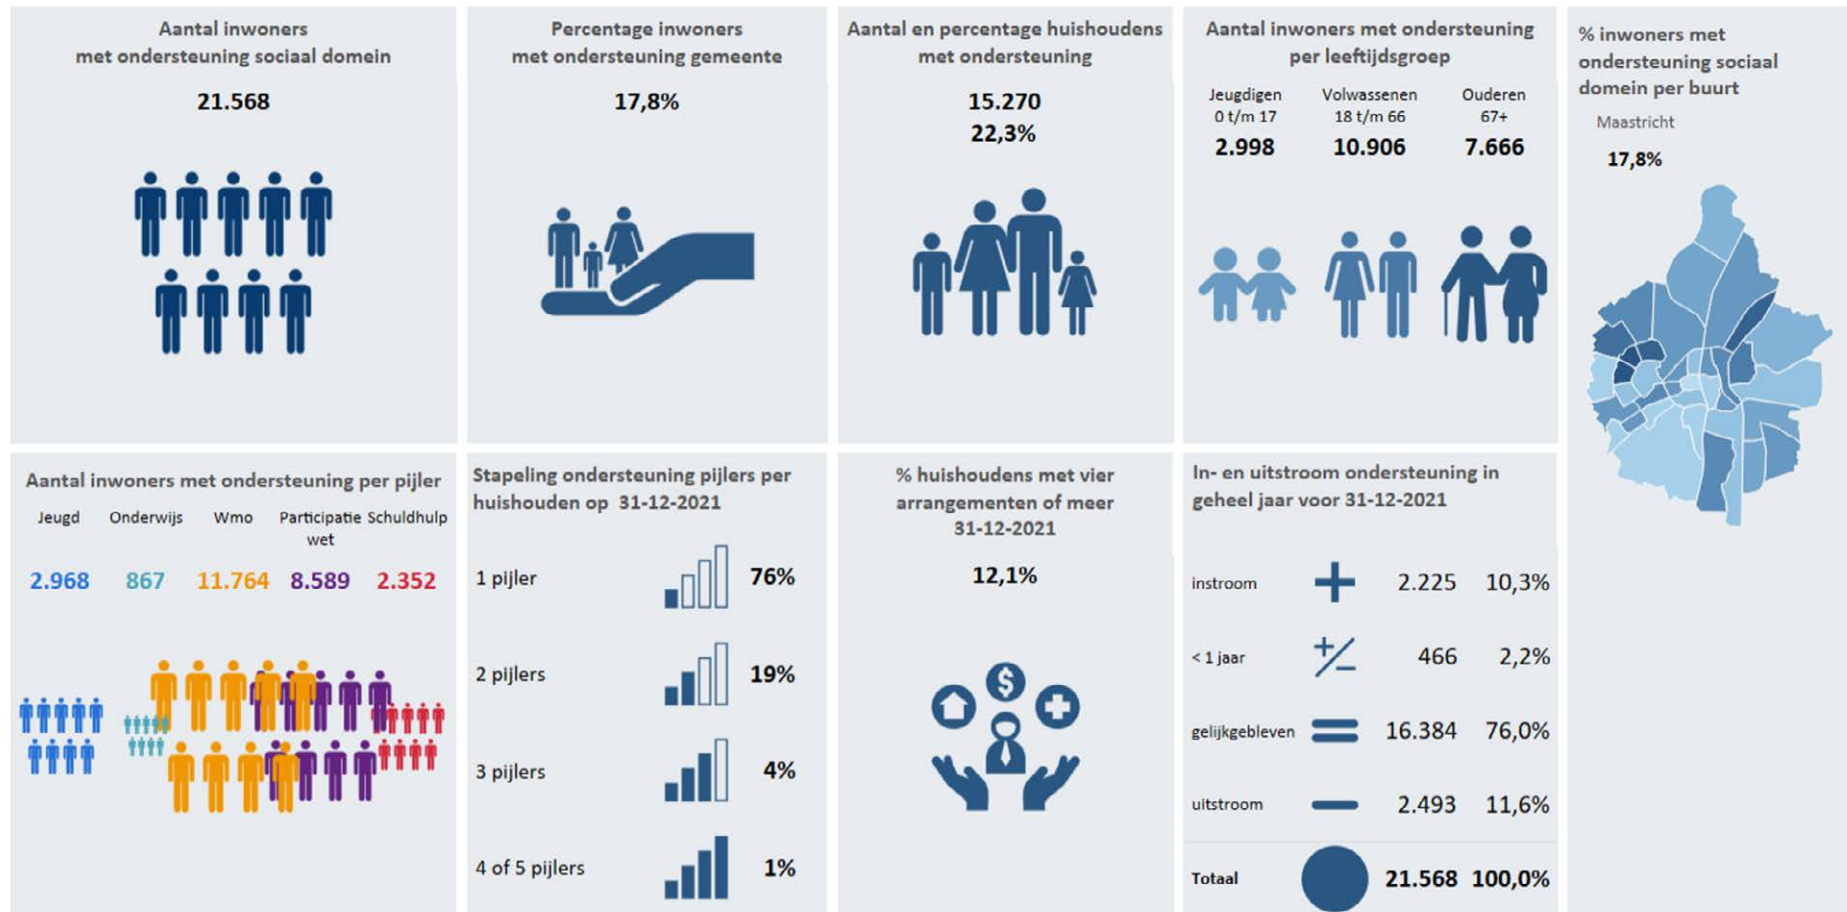 Aantal inwoners
met ondersteuning sociaal domein
21.568
Percentage inwoners
met ondersteuning gemeente
17,8%
Aantal en percentage huishoudens
met ondersteuning
15.270
22,3%
Aantal inwoners met ondersteuning
per leeftijdsgroep
Jeugdigen Volwassenen Ouderen
0 t/m 17 18 t/m 66 67+
2.998 10.906 7.666
% inwoners met
ondersteuning sociaal
domein per buurt
Maastricht
17,8%
Aantal inwoners met ondersteuning per pijler
Jeugd Onderwijs Wmo Participatie Schuldhulp
wet
2.968 867 11.764 8.589 2.352
Stapeling ondersteuning pijlers per
huishouden op 31-12-2021
1 pijler 76%
2 pijlers 19%
3 pijlers 4%
4 of 5 pijlers 1%
% huishoudens met vier
arrangementen of meer
31-12-2021
12,1%
$
In- en uitstroom ondersteuning in
geheel jaar voor 31-12-2021
instroom + 2.225 10,3%
< 1 jaar +/- 466 2,2%
gelijkgebleven = 16.384 76,0%
uitstroom - 2.493 11,6%
Totaal 21.568 100,0%